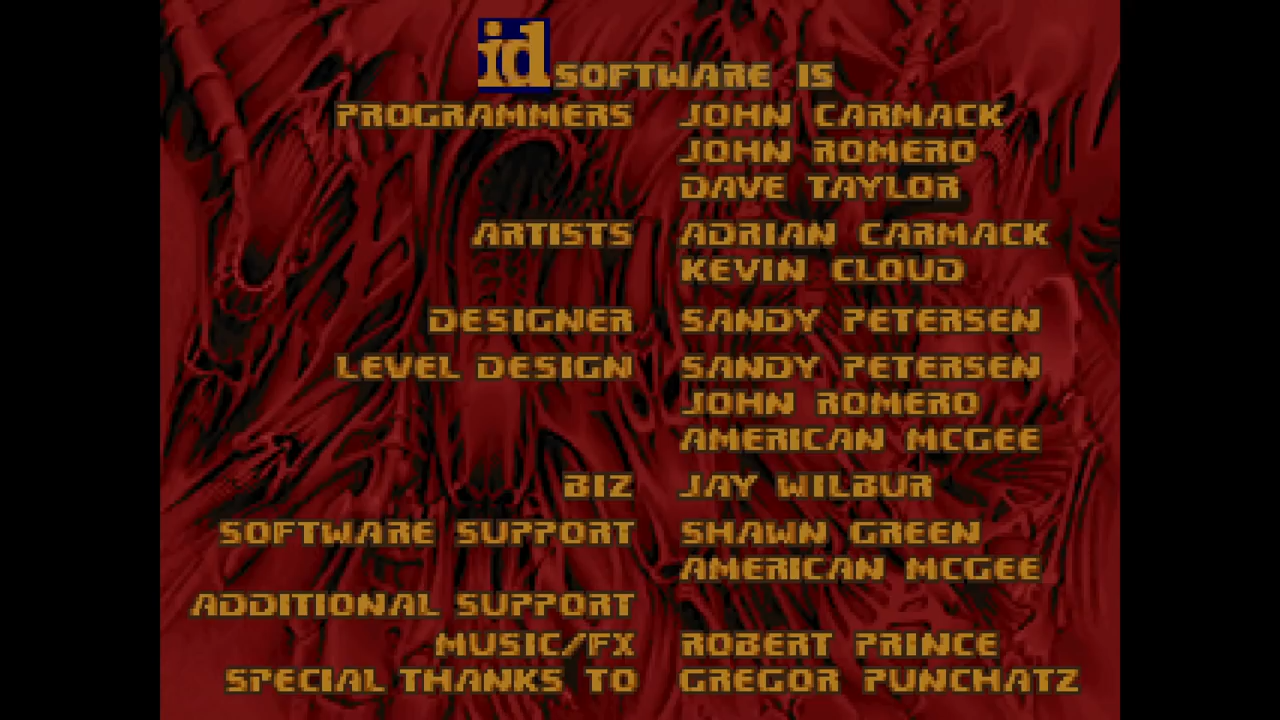 id SOFTWARE IS
PROGRAMMERS JOHN CARMACK
JOHN ROMERO
DAVE TAYLOR
ARTISTS ADRIAN CARMACK
KEVIN CLOUD
DESIGNER SANDY PETERSEN
LEVEL DESIGN SANDY PETERSEN
JOHN ROMERO
AMERICAN MCGEE
BIZ JAY WILBUR
SOFTWARE SUPPORT SHAWN GREEN
AMERICAN MCGEE
ADDITIONAL SUPPORT
MUSIC/FX ROBERT PRINCE
SPECIAL THANKS TO GREGOR PUNCHATZ